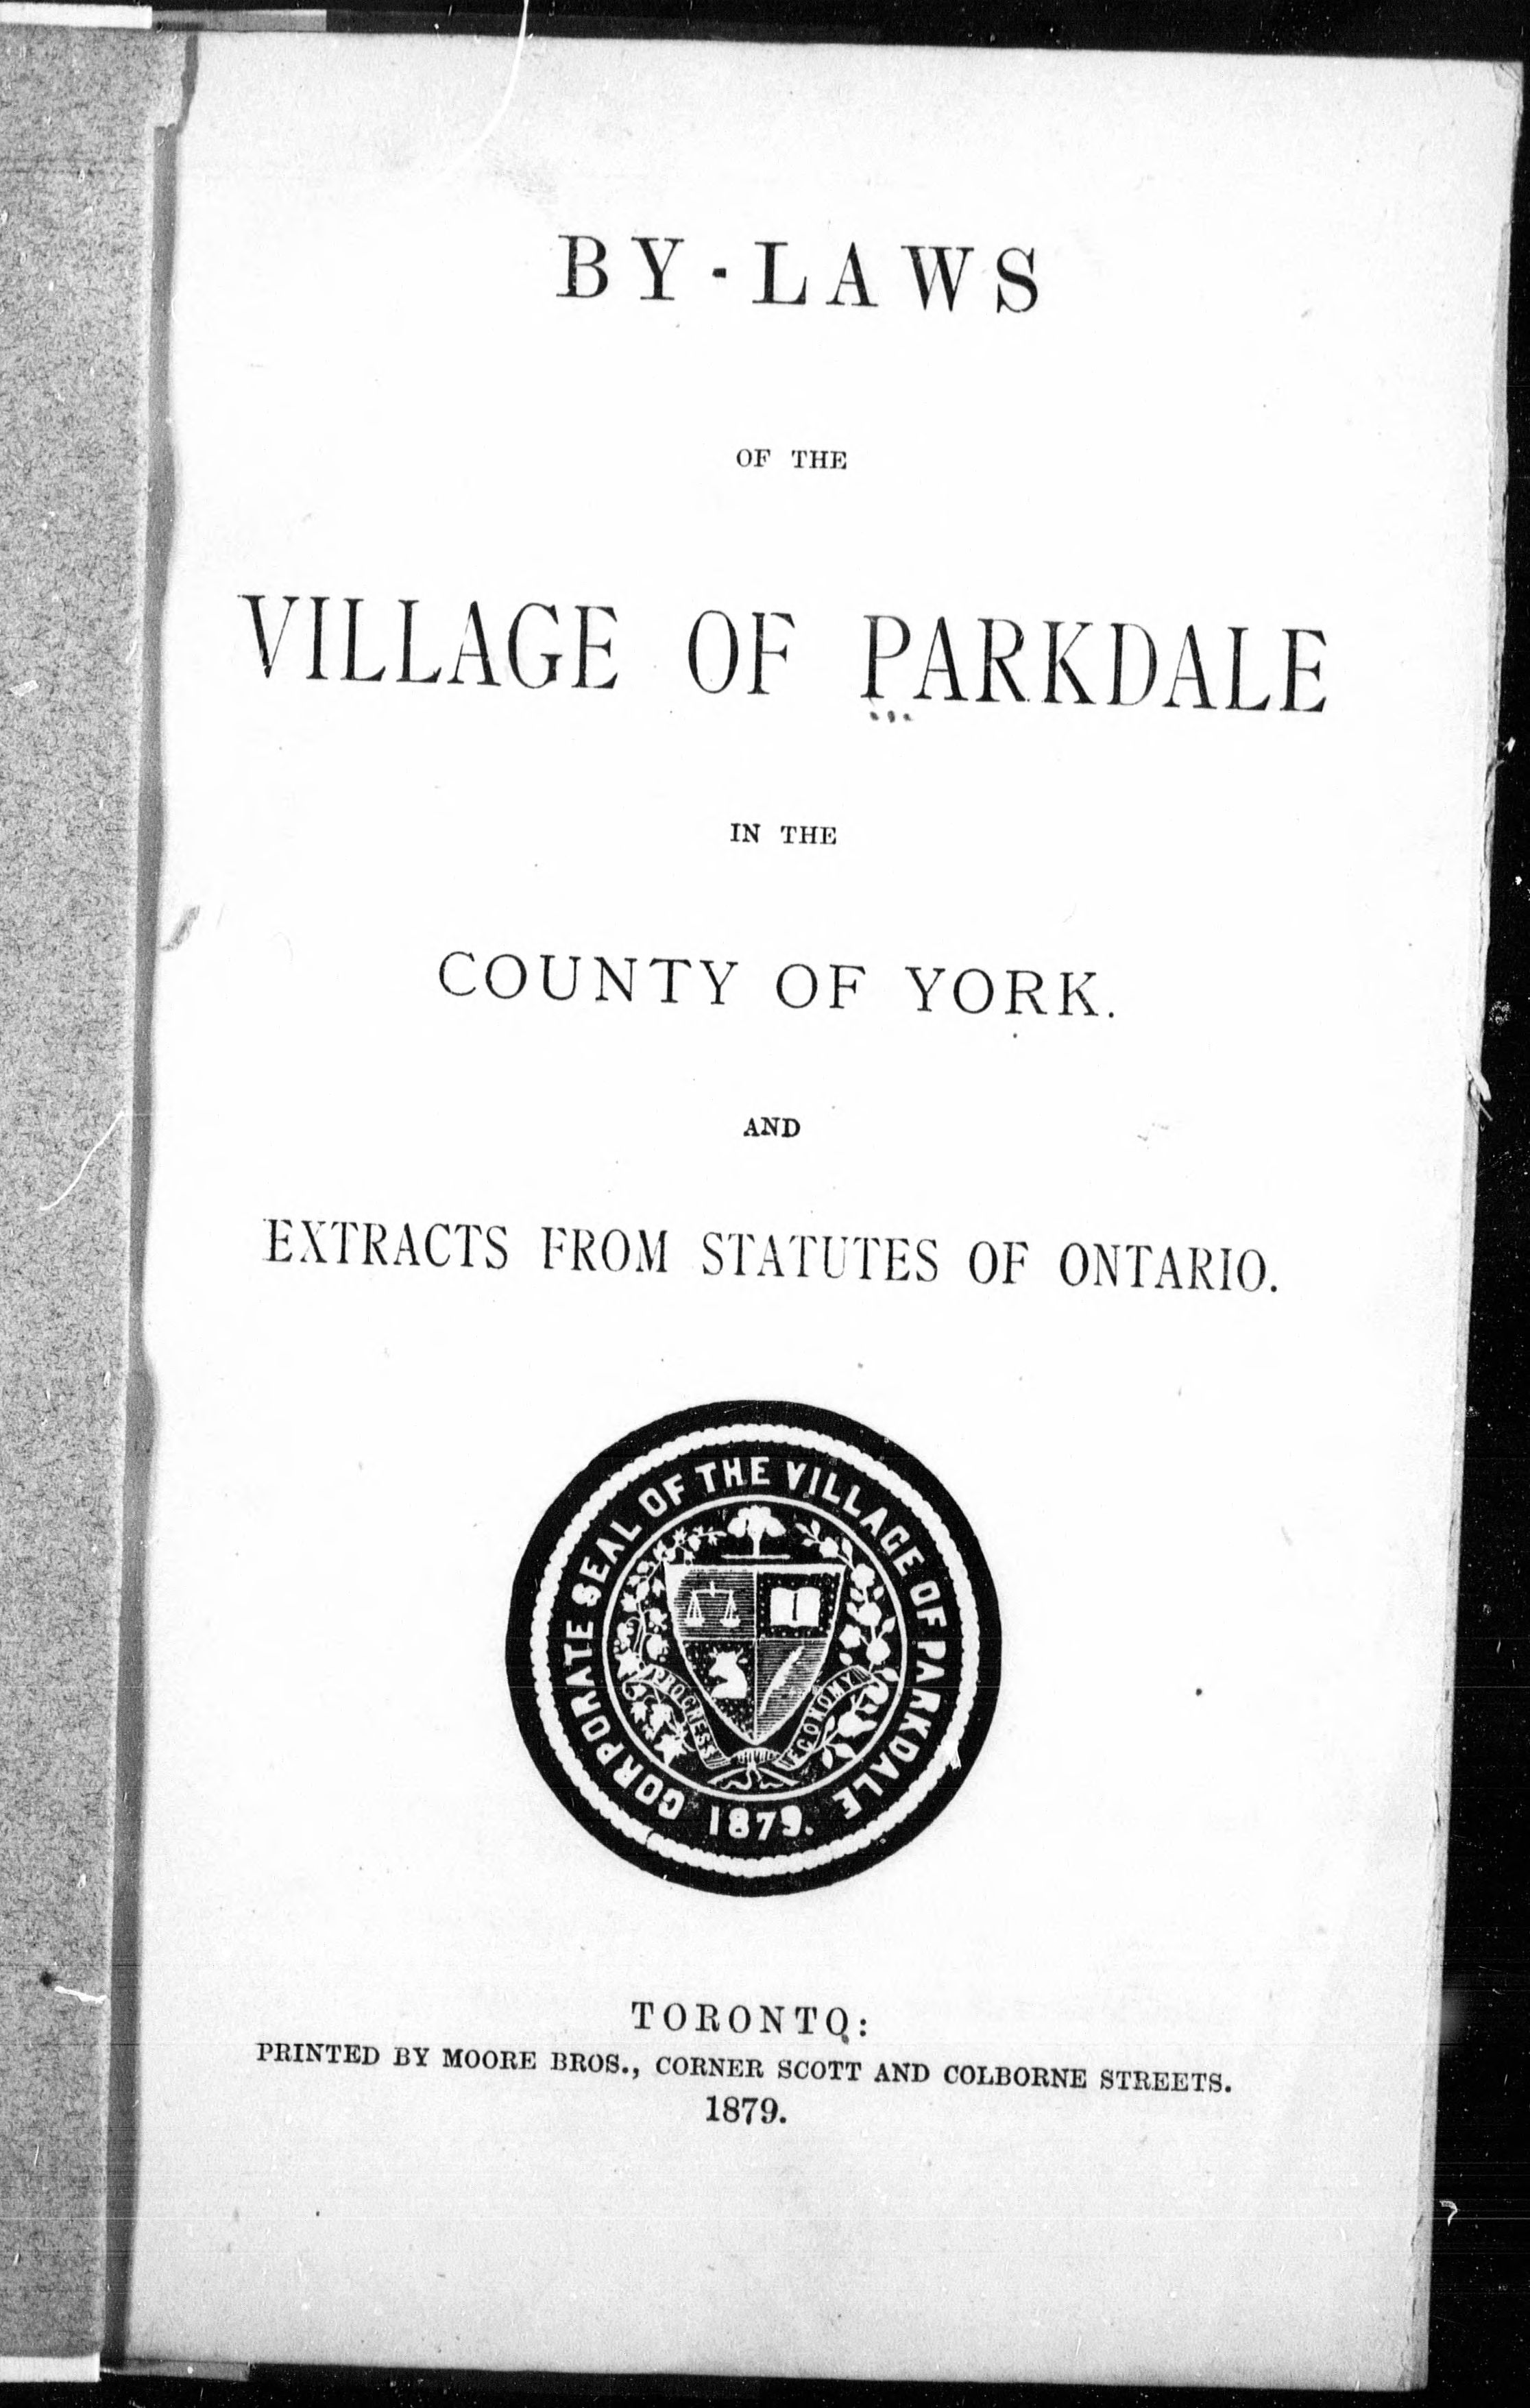 BY-LAWS
OF THE
VILLAGE OF PARKDALE
IN THE
COUNTY OF YORK.
AND
EXTRACTS FROM STATUTES OF ONTARIO.
CORPORATE SEAL OF THE VILLAGE OF PARKDALE
PROGRESS ECONOMY
1879.
TORONTO:
PRINTED BY MOORE BROS., CORNER SCOTT AND COLBORNE STREETS.
1879.